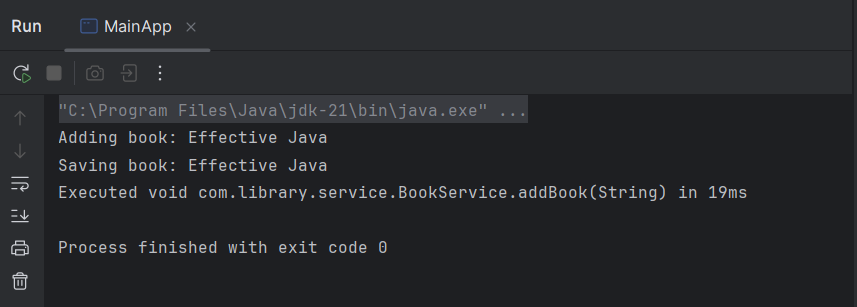 Run MainApp
"C:\Program Files\Java\jdk-21\bin\java.exe" ...
Adding book: Effective Java
Saving book: Effective Java
Executed void com.library.service.BookService.addBook(String) in 19ms
Process finished with exit code 0